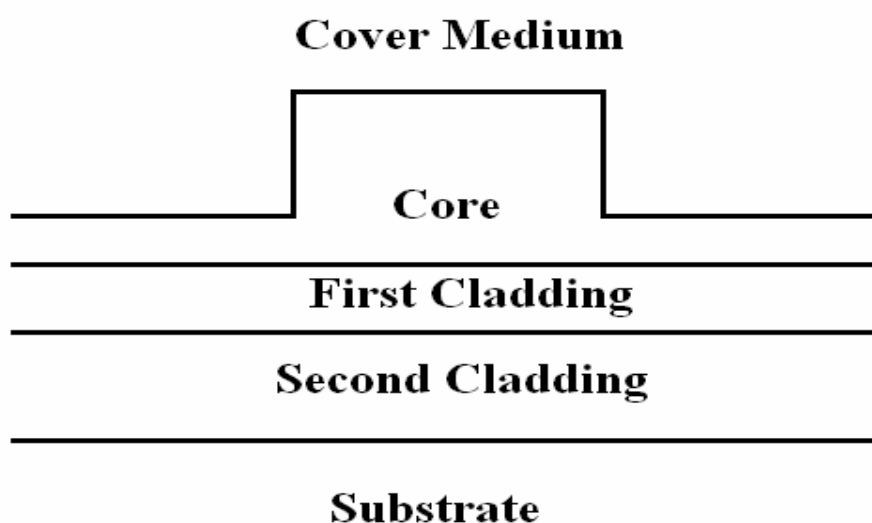 Cover Medium
Core
First Cladding
Second Cladding
Substrate